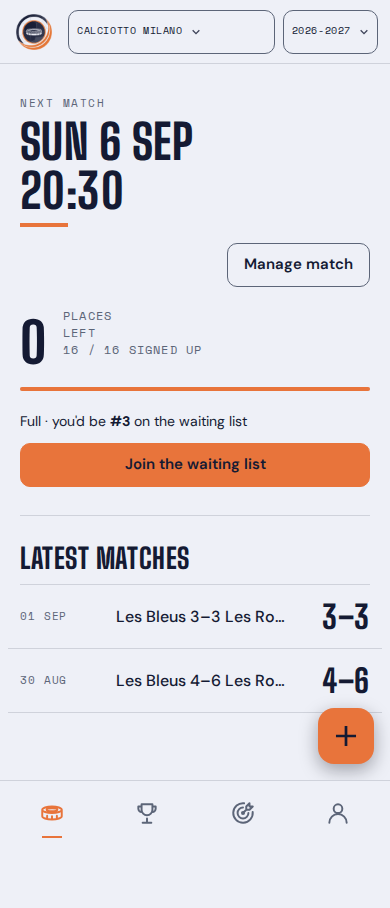 CALCIOTTO MILANO
2026-2027
NEXT MATCH
SUN 6 SEP
20:30
Manage match
0
PLACES
LEFT
16 / 16 SIGNED UP
Full · you'd be #3 on the waiting list
Join the waiting list
LATEST MATCHES
01 SEP Les Bleus 3–3 Les Ro… 3–3
30 AUG Les Bleus 4–6 Les Ro… 4–6